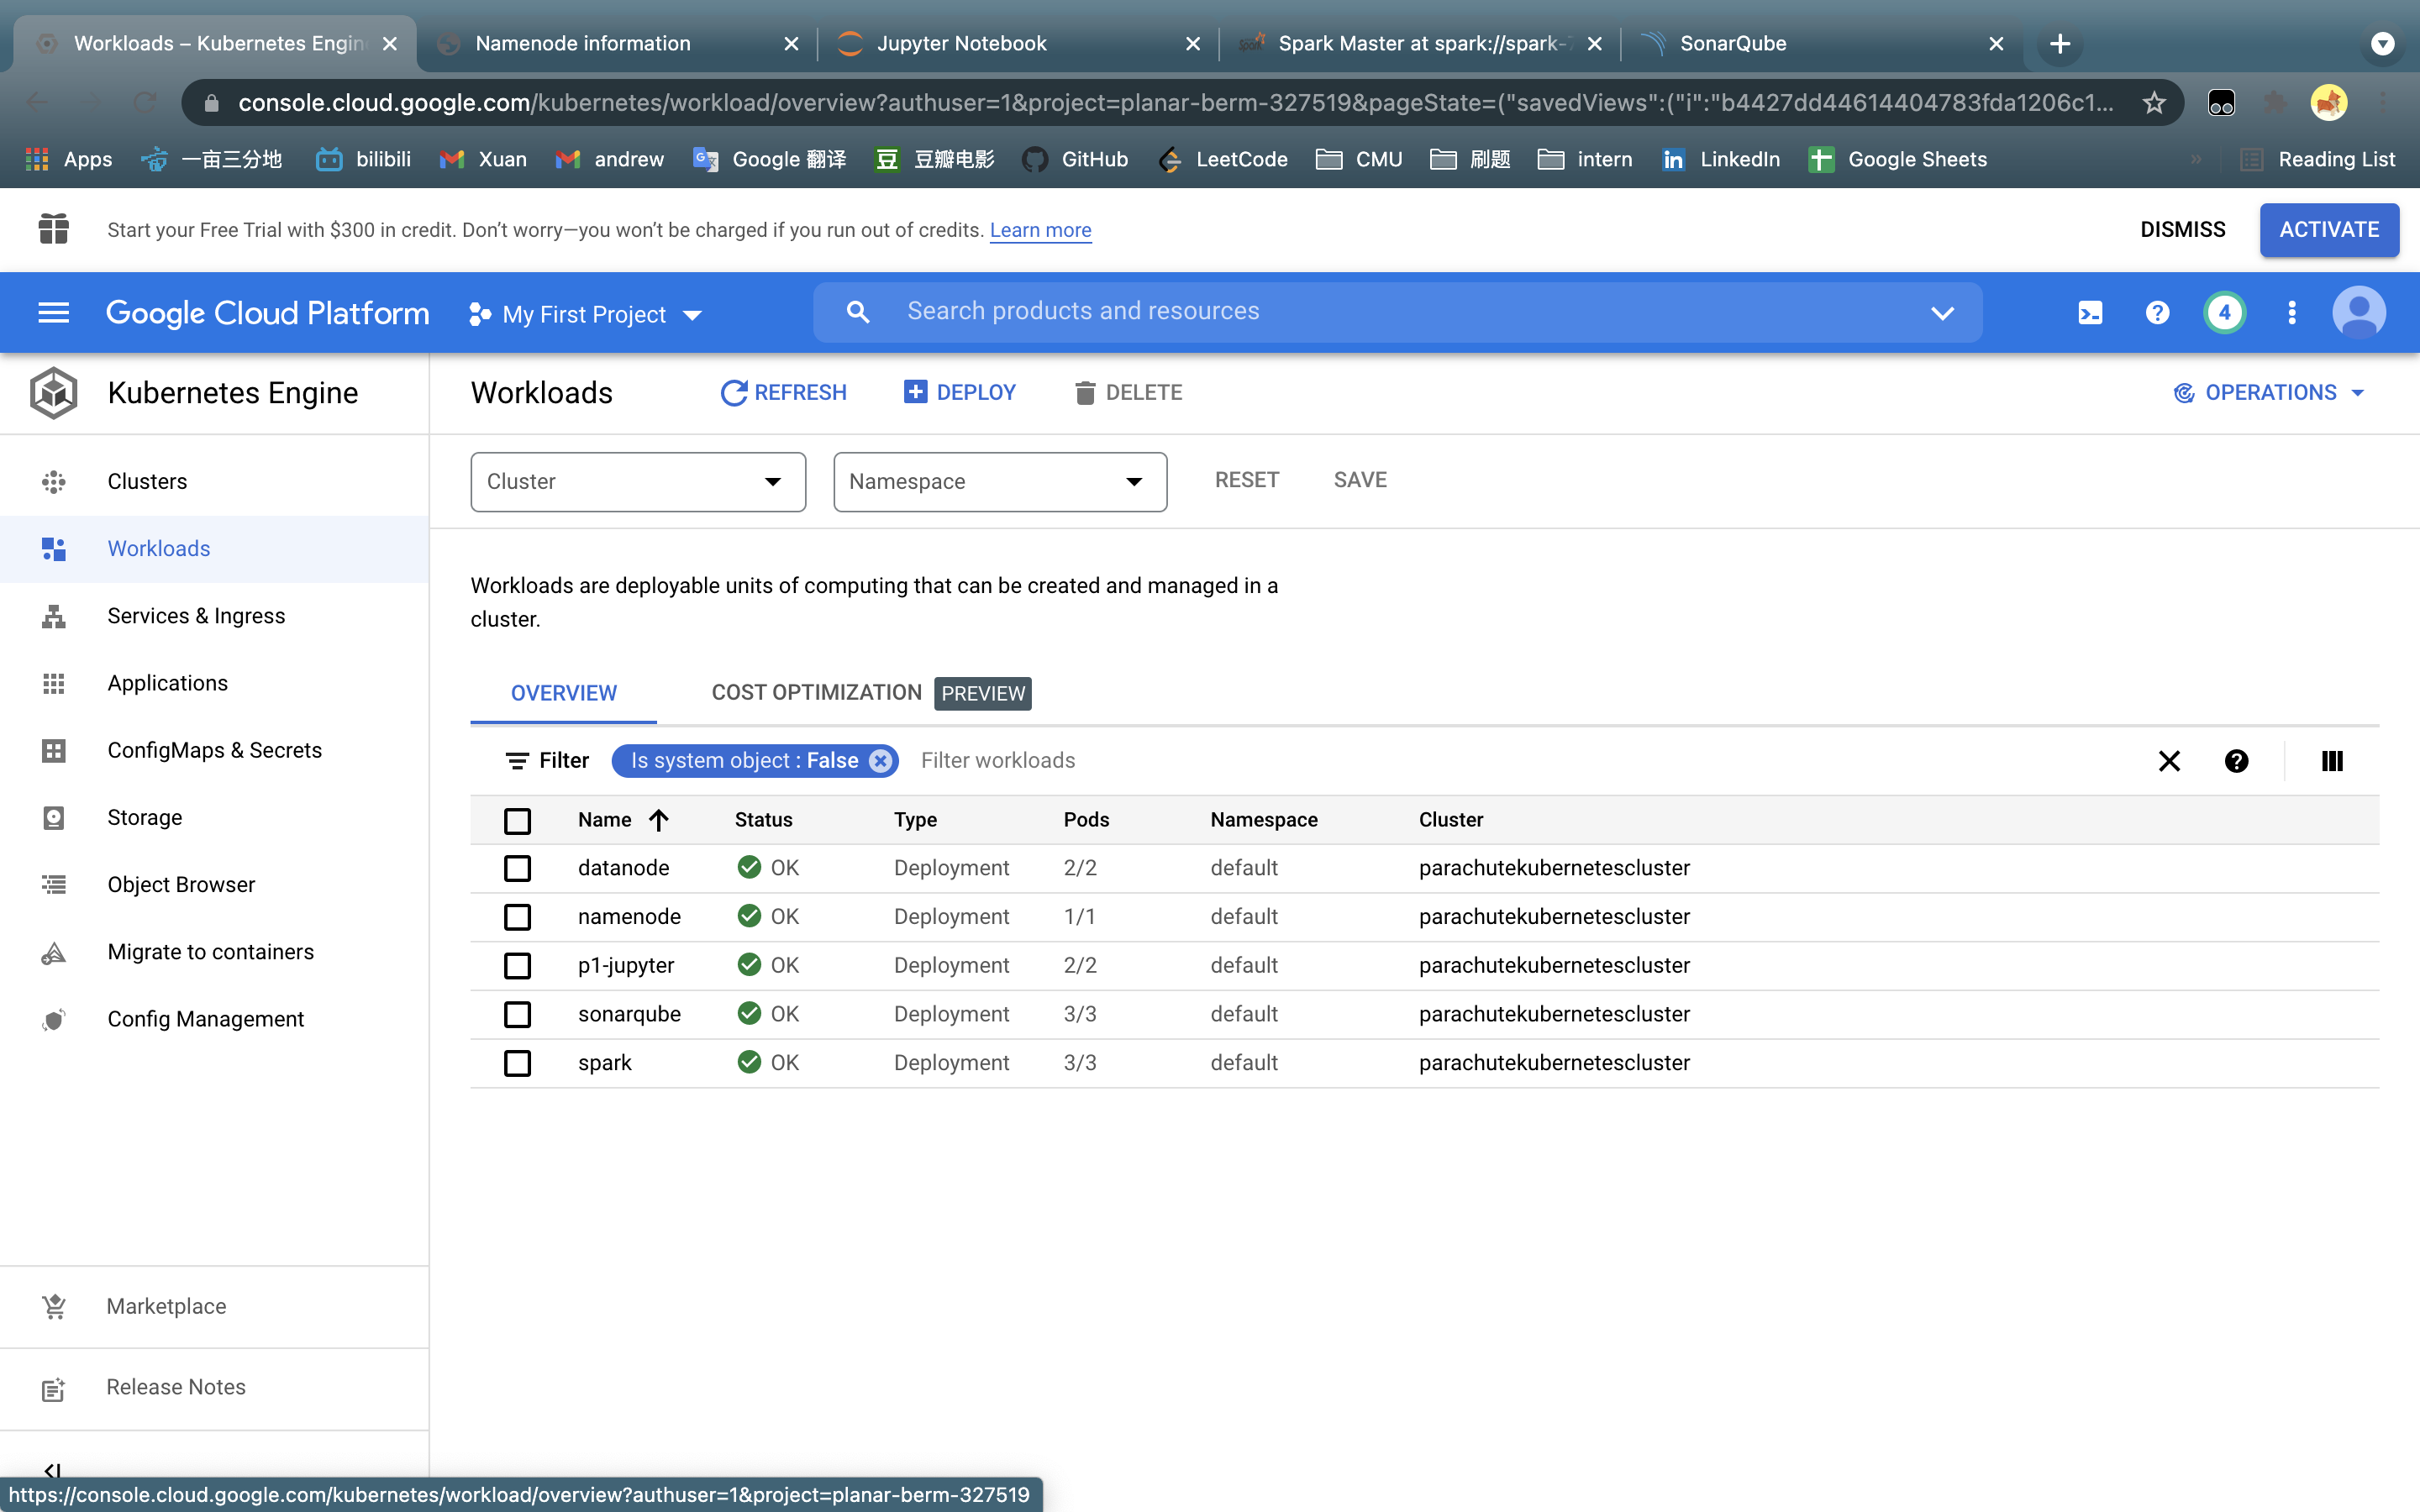 Workloads – Kubernetes Engin
Namenode information
Jupyter Notebook
Spark Master at spark://spark-
SonarQube
console.cloud.google.com/kubernetes/workload/overview?authuser=1&project=planar-berm-327519&pageState=("savedViews":("i":"b4427dd44614404783fda1206c1...
Apps
一亩三分地
bilibili
Xuan
andrew
Google 翻译
豆 豆瓣电影
GitHub
LeetCode
CMU
刷题
intern
in LinkedIn
Google Sheets
»
Reading List
Start your Free Trial with $300 in credit. Don’t worry—you won’t be charged if you run out of credits. Learn more
DISMISS
ACTIVATE
Google Cloud Platform
My First Project
Search products and resources
4
Kubernetes Engine
Workloads
REFRESH
DEPLOY
DELETE
OPERATIONS
Clusters
Workloads
Services & Ingress
Applications
ConfigMaps & Secrets
Storage
Object Browser
Migrate to containers
Config Management
Marketplace
Release Notes
Cluster
Namespace
RESET
SAVE
Workloads are deployable units of computing that can be created and managed in a
cluster.
OVERVIEW
COST OPTIMIZATION PREVIEW
Filter
Is system object : False
Filter workloads
Name Status Type Pods Namespace Cluster
datanode OK Deployment 2/2 default parachutekubernetescluster
namenode OK Deployment 1/1 default parachutekubernetescluster
p1-jupyter OK Deployment 2/2 default parachutekubernetescluster
sonarqube OK Deployment 3/3 default parachutekubernetescluster
spark OK Deployment 3/3 default parachutekubernetescluster
https://console.cloud.google.com/kubernetes/workload/overview?authuser=1&project=planar-berm-327519